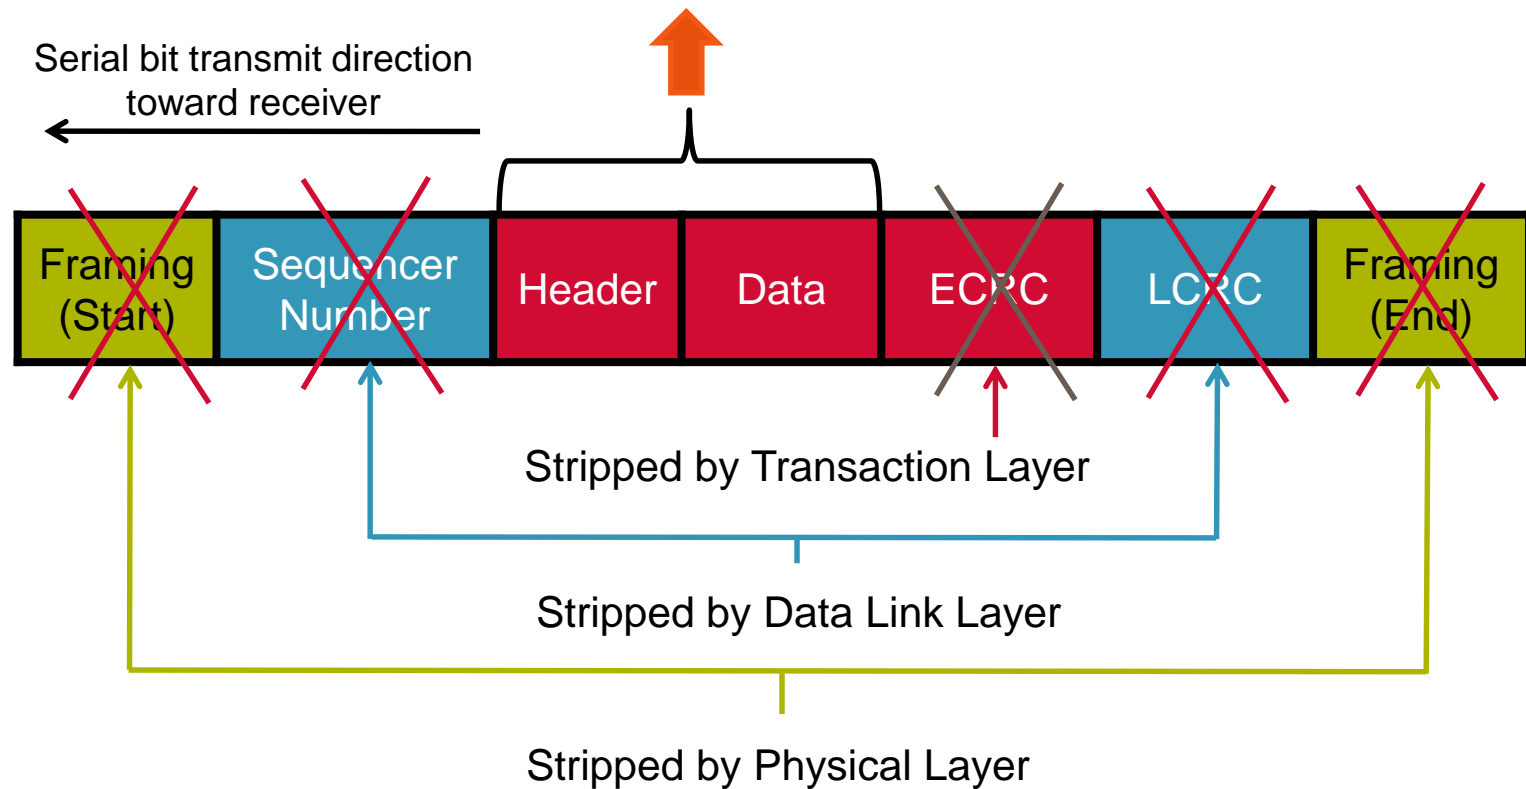 Serial bit transmit direction
toward receiver
Framing
(Start)
Sequencer
Number
Header
Data
ECRC
LCRC
Framing
(End)
Stripped by Transaction Layer
Stripped by Data Link Layer
Stripped by Physical Layer